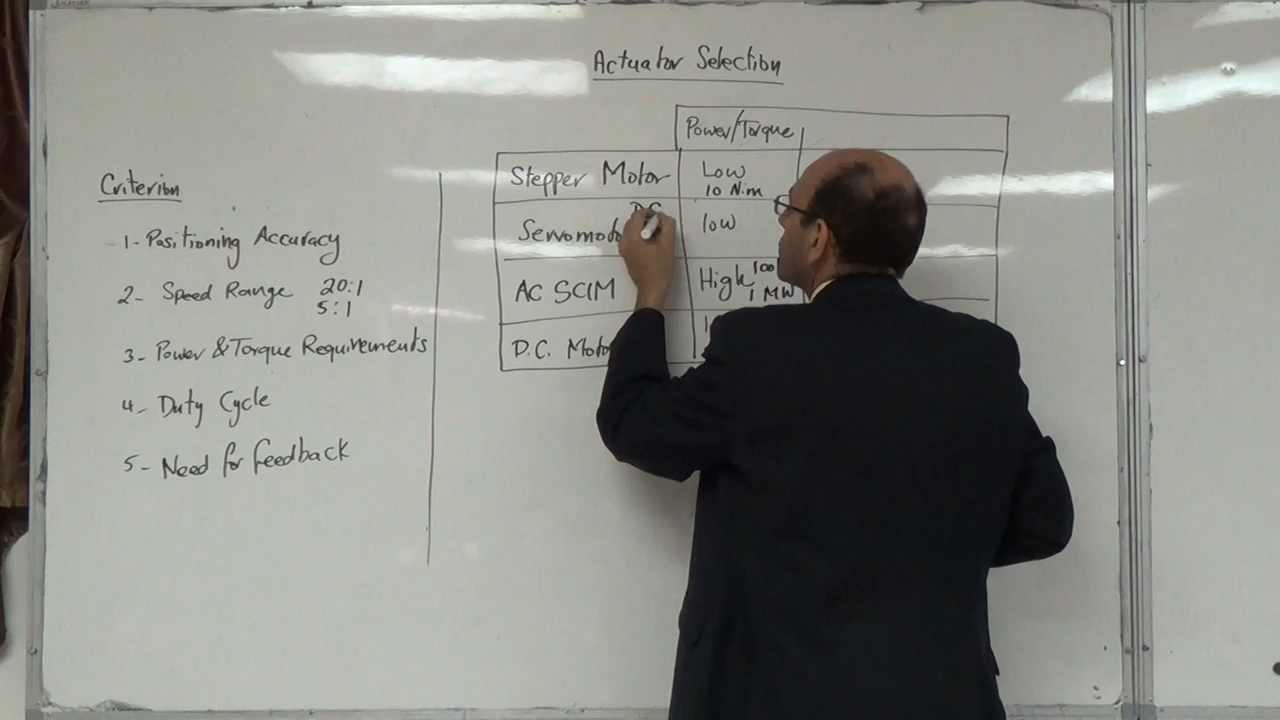 Actuator Selection
Criterion
1- Positioning Accuracy
2- Speed Range 20:1
5:1
3- Power & Torque Requirements
4- Duty Cycle
5- Need for feedback
Power/Torque
Stepper Motor Low
10 N.m
D.C
Servomoto low
AC SCIM High 100
1 MW
D.C. Moto